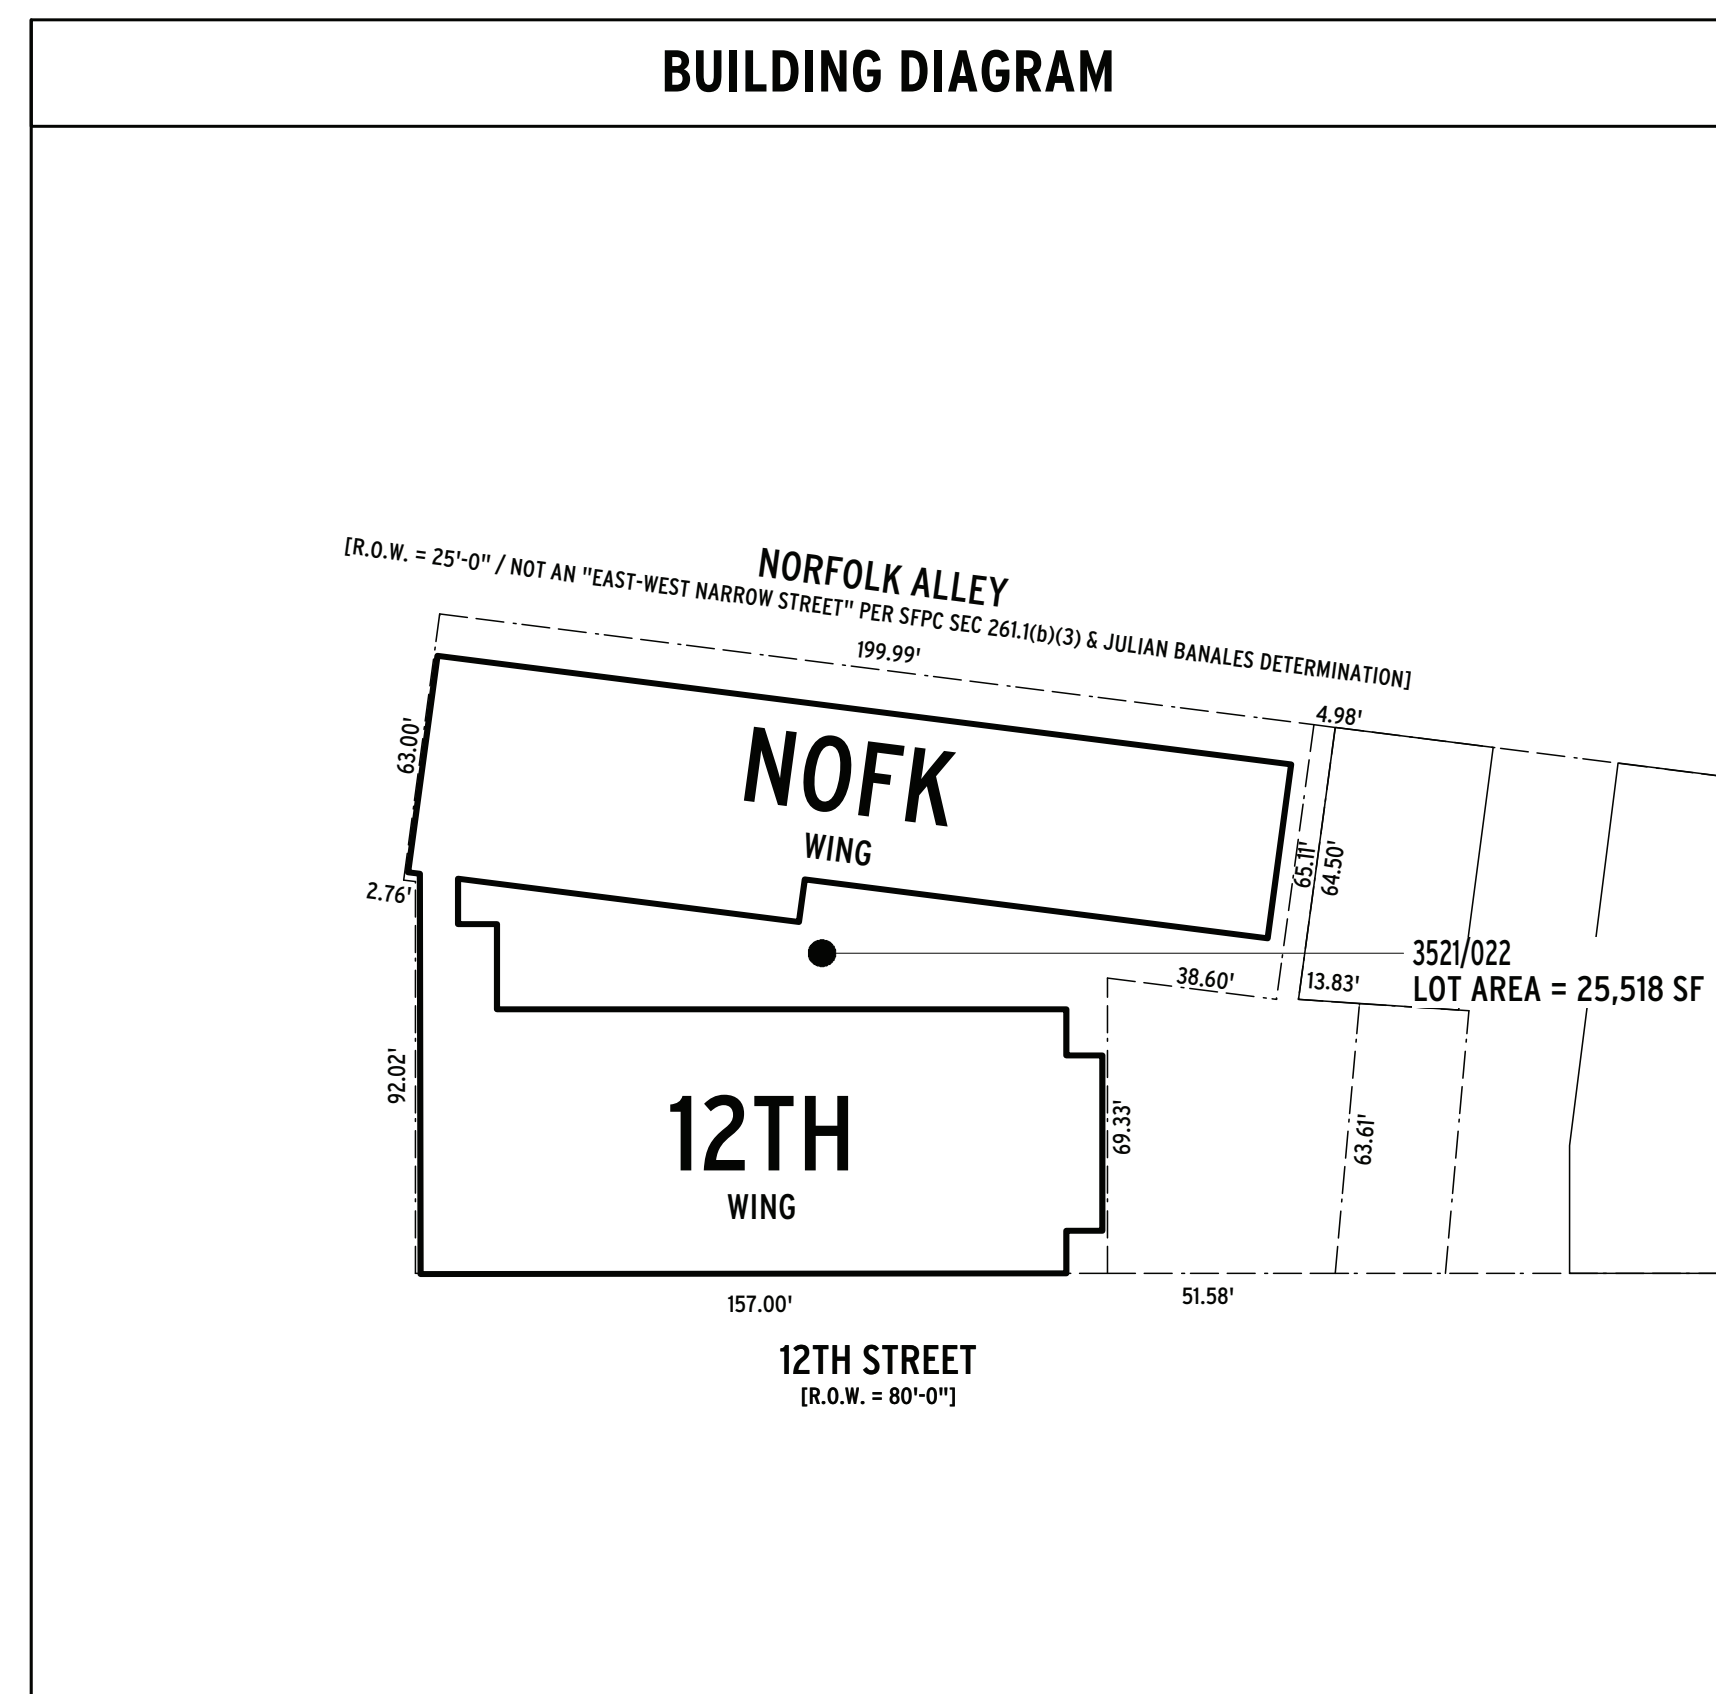 BUILDING DIAGRAM
NORFOLK ALLEY
[R.O.W. = 25'-0" / NOT AN "EAST-WEST NARROW STREET" PER SFPC SEC 261.1(b)(3) & JULIAN BANALES DETERMINATION]
199.99'
4.98'
63.00'
NOFK
WING
65.11'
64.50'
2.76'
3521/022
LOT AREA = 25,518 SF
38.60'
13.83'
92.02'
12TH
WING
69.33'
63.61'
157.00'
51.58'
12TH STREET
[R.O.W. = 80'-0"]